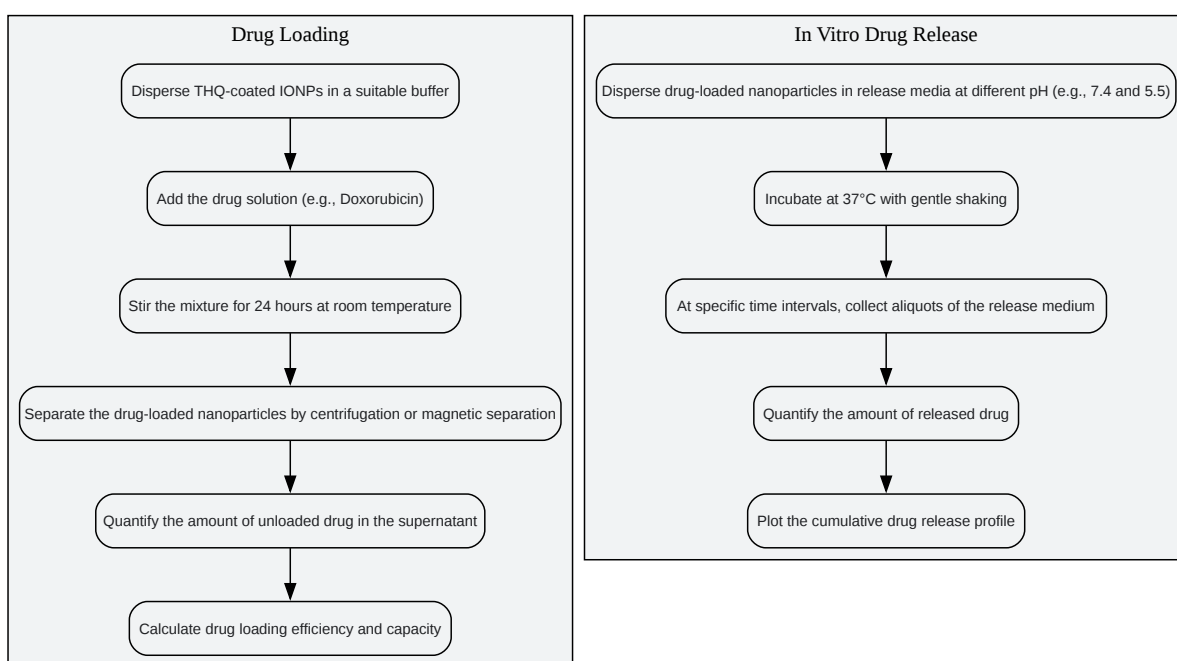 Drug Loading
Disperse THQ-coated IONPs in a suitable buffer
Add the drug solution (e.g., Doxorubicin)
Stir the mixture for 24 hours at room temperature
Separate the drug-loaded nanoparticles by centrifugation or magnetic separation
Quantify the amount of unloaded drug in the supernatant
Calculate drug loading efficiency and capacity
In Vitro Drug Release
Disperse drug-loaded nanoparticles in release media at different pH (e.g., 7.4 and 5.5)
Incubate at 37°C with gentle shaking
At specific time intervals, collect aliquots of the release medium
Quantify the amount of released drug
Plot the cumulative drug release profile